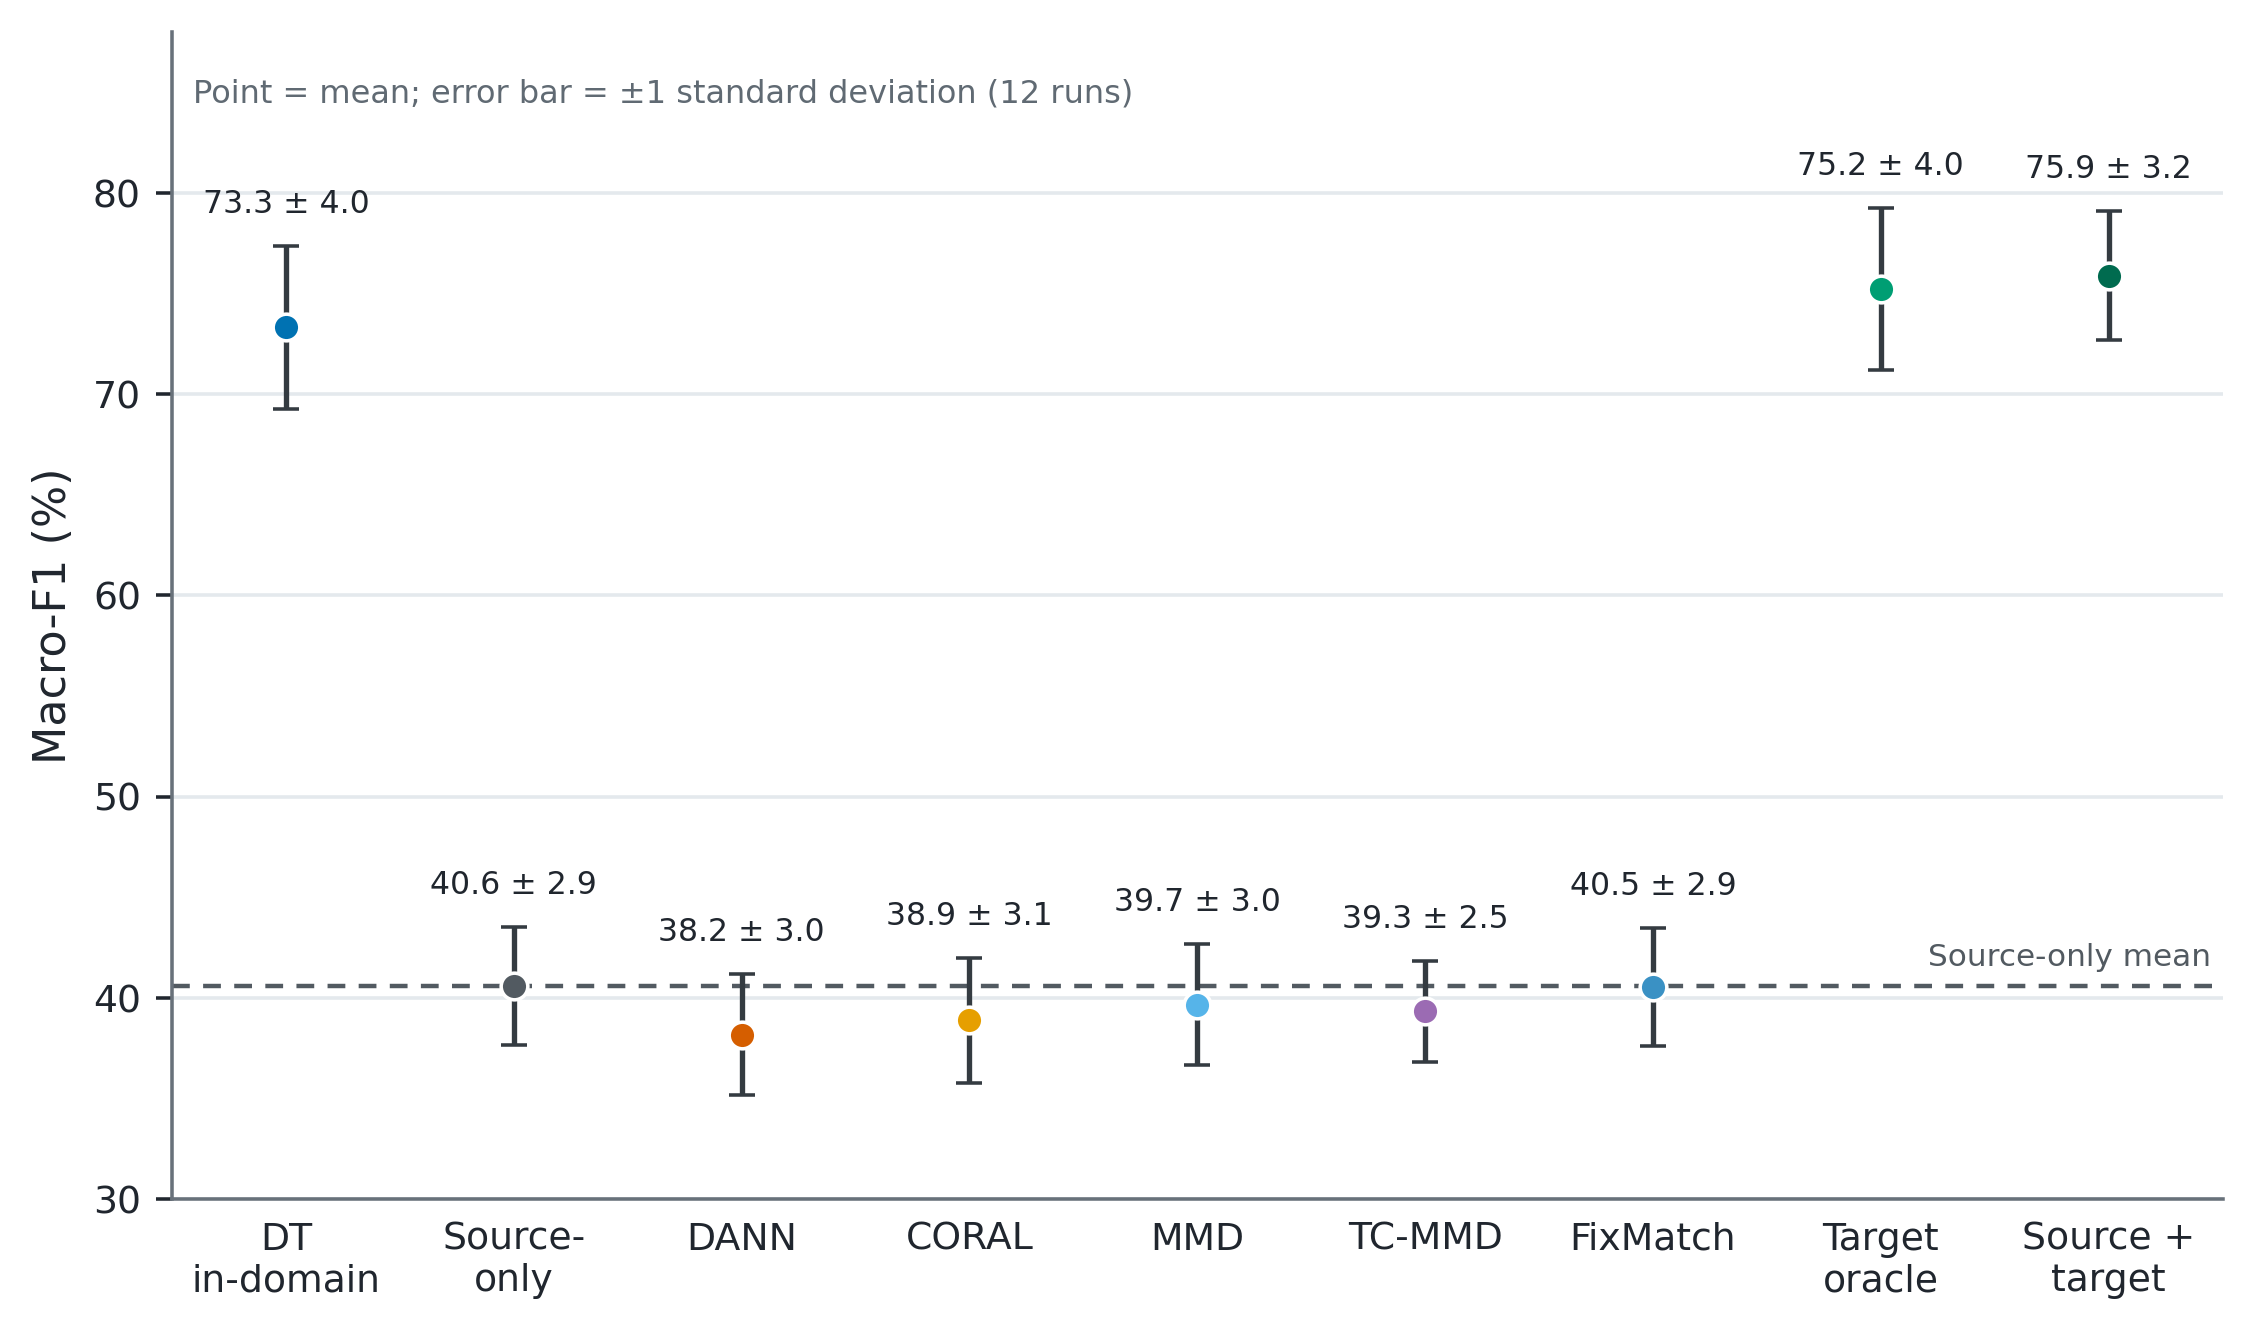 Point = mean; error bar = ±1 standard deviation (12 runs)
Macro-F1 (%)
80
70
60
50
40
30
73.3 ± 4.0
40.6 ± 2.9
38.2 ± 3.0
38.9 ± 3.1
39.7 ± 3.0
39.3 ± 2.5
40.5 ± 2.9
75.2 ± 4.0
75.9 ± 3.2
Source-only mean
DT
in-domain
Source-
only
DANN
CORAL
MMD
TC-MMD
FixMatch
Target
oracle
Source +
target